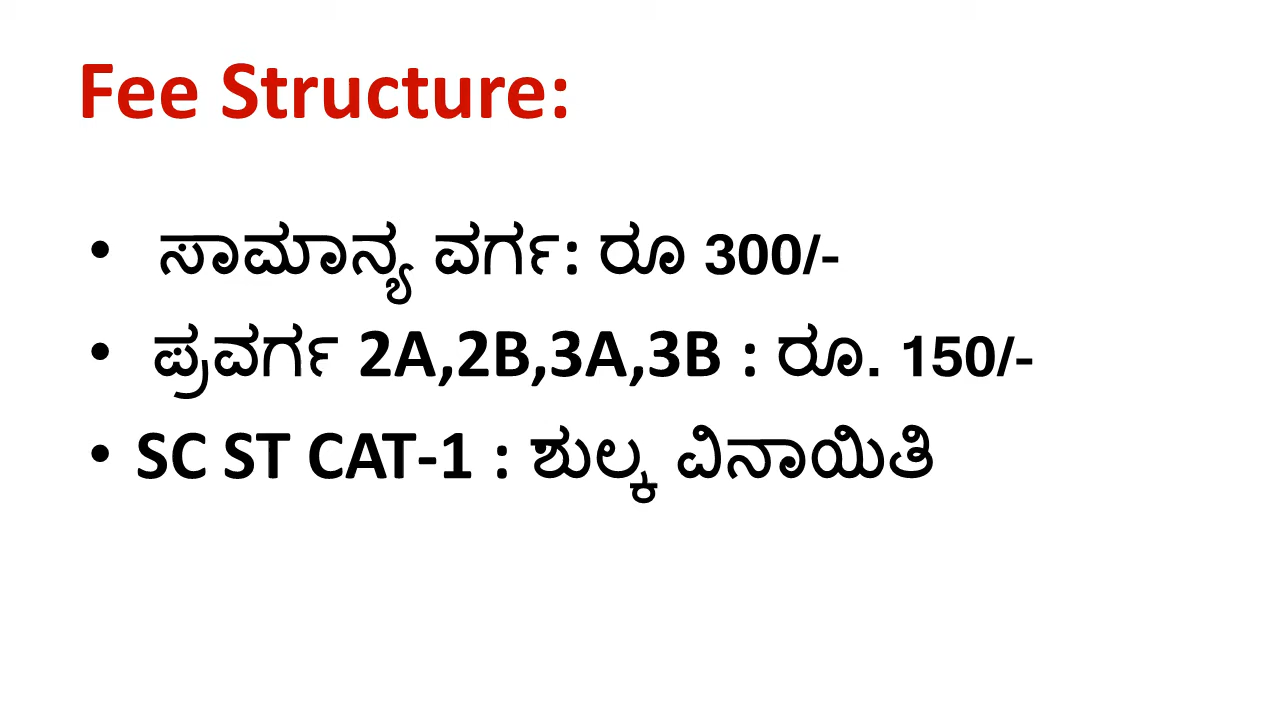 Fee Structure:
• ಸಾಮಾನ್ಯ ವರ್ಗ: ರೂ 300/-
• ಪ್ರವರ್ಗ 2A,2B,3A,3B : ರೂ. 150/-
• SC ST CAT-1 : ಶುಲ್ಕ ವಿನಾಯಿತಿ